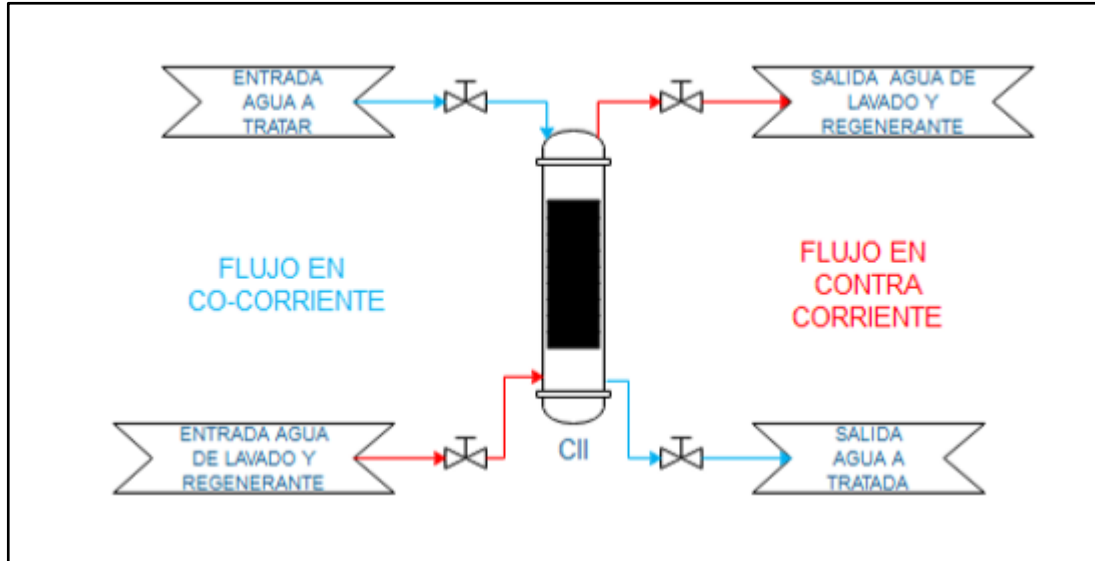 ENTRADA
AGUA A
TRATAR
SALIDA AGUA DE
LAVADO Y
REGENERANTE
FLUJO EN
CO-CORRIENTE
FLUJO EN
CONTRA
CORRIENTE
ENTRADA AGUA
DE LAVADO Y
REGENERANTE
CII
SALIDA
AGUA A
TRATADA